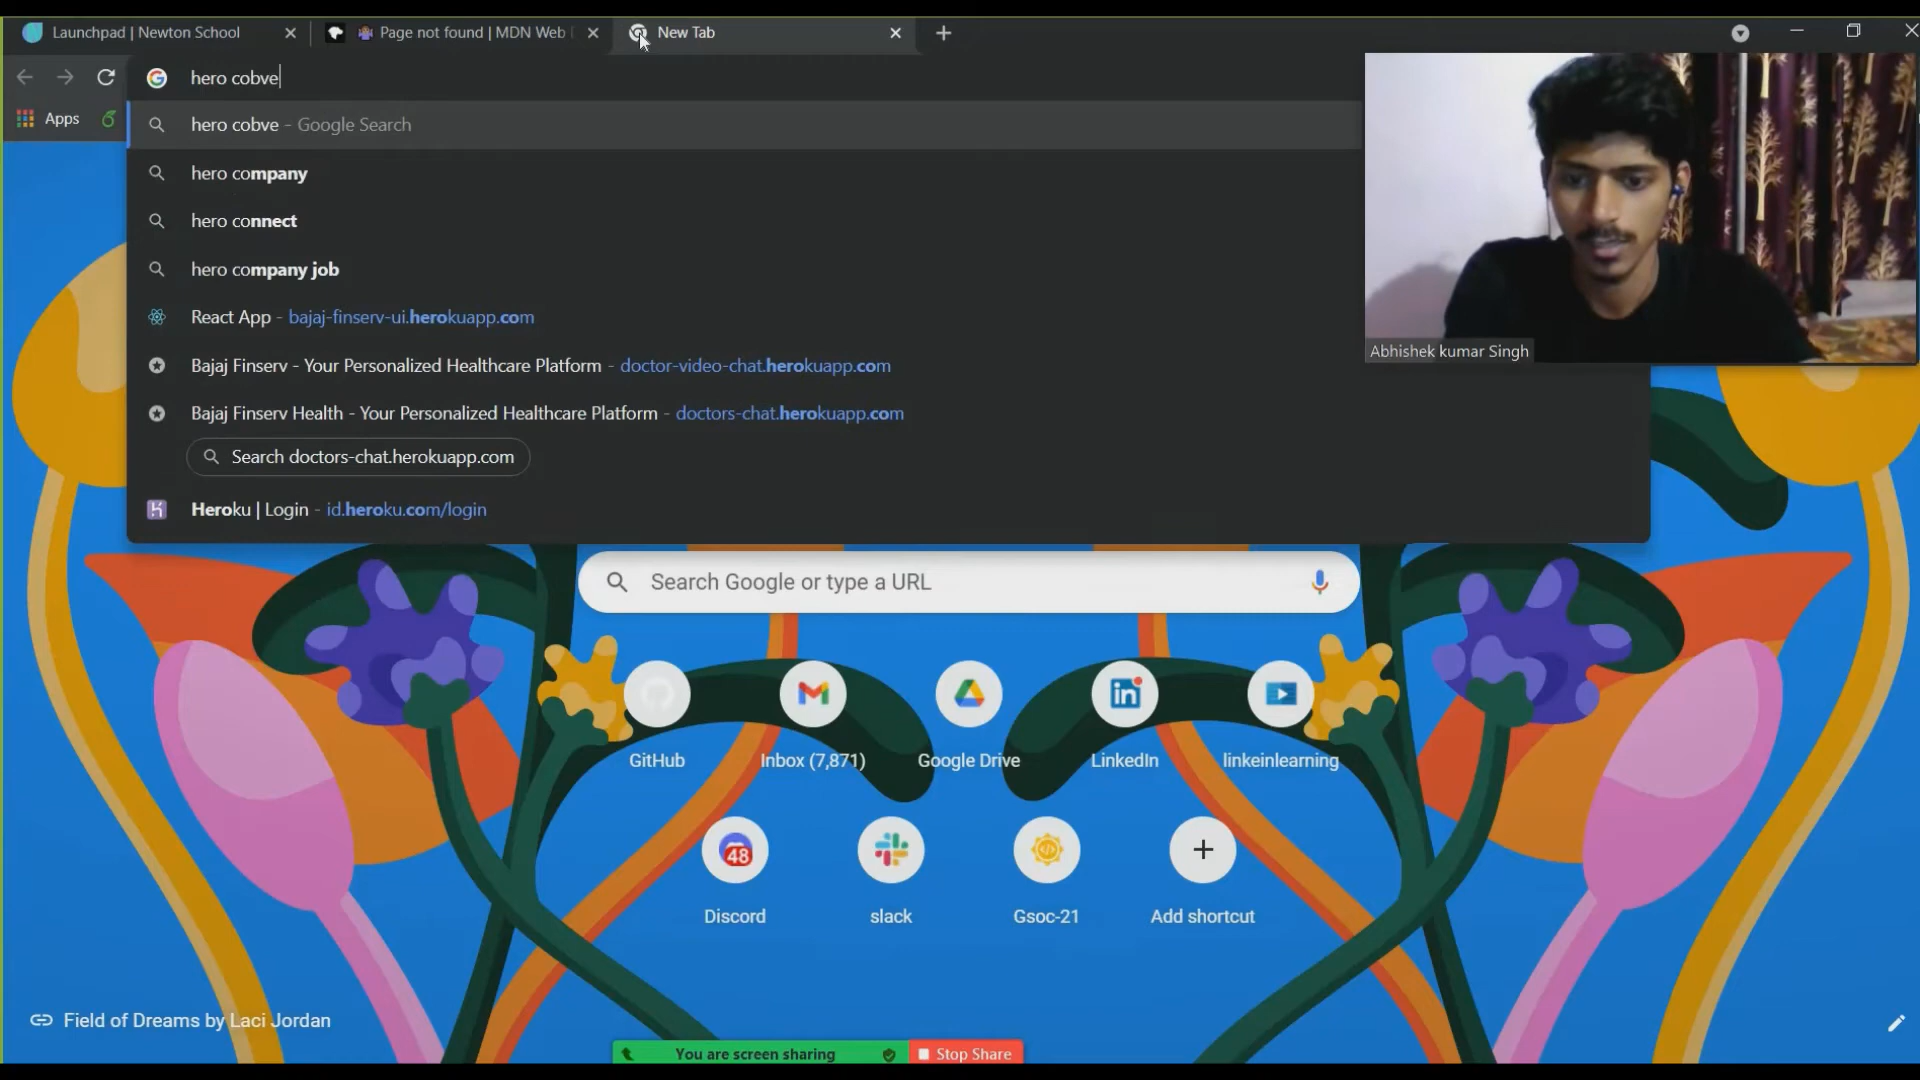 Launchpad | Newton School
Page not found | MDN Web
New Tab
hero cobve
Apps
hero cobve - Google Search
hero company
hero connect
hero company job
React App - bajaj-finserv-ui.herokuapp.com
Bajaj Finserv - Your Personalized Healthcare Platform - doctor-video-chat.herokuapp.com
Bajaj Finserv Health - Your Personalized Healthcare Platform - doctors-chat.herokuapp.com
Search doctors-chat.herokuapp.com
Heroku | Login - id.heroku.com/login
Abhishek kumar Singh
Search Google or type a URL
GitHub
Inbox (7,871)
Google Drive
LinkedIn
linkeinlearning
48
Discord
slack
Gsoc-21
Add shortcut
Field of Dreams by Laci Jordan
You are screen sharing
Stop Share